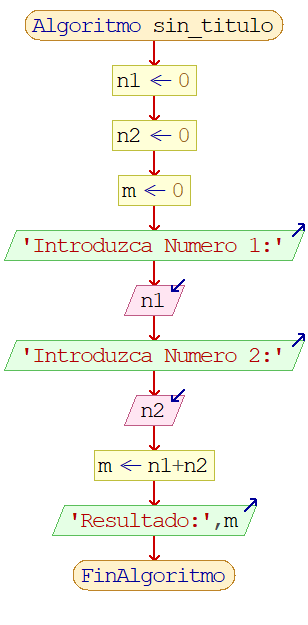 Algoritmo sin_titulo
n1 ← 0
n2 ← 0
m ← 0
'Introduzca Numero 1:'
n1
'Introduzca Numero 2:'
n2
m ← n1+n2
'Resultado:',m
FinAlgoritmo